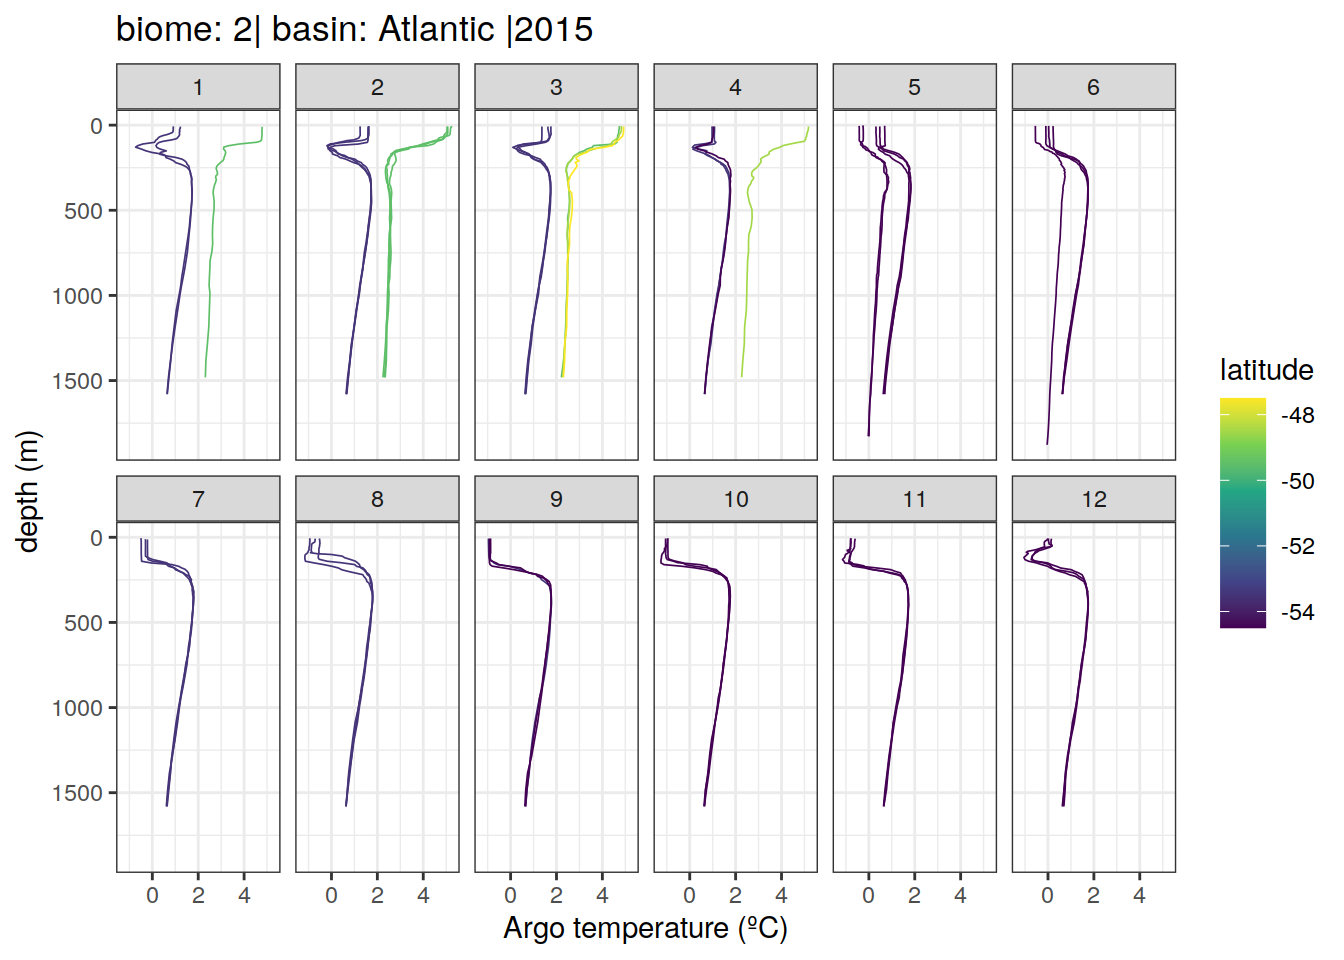 biome: 2| basin: Atlantic |2015
1 2 3 4 5 6
0
500
1000
1500
7 8 9 10 11 12
0
500
1000
1500
0 2 4 0 2 4 0 2 4 0 2 4 0 2 4 0 2 4
Argo temperature (ºC)
depth (m)
latitude
-48
-50
-52
-54